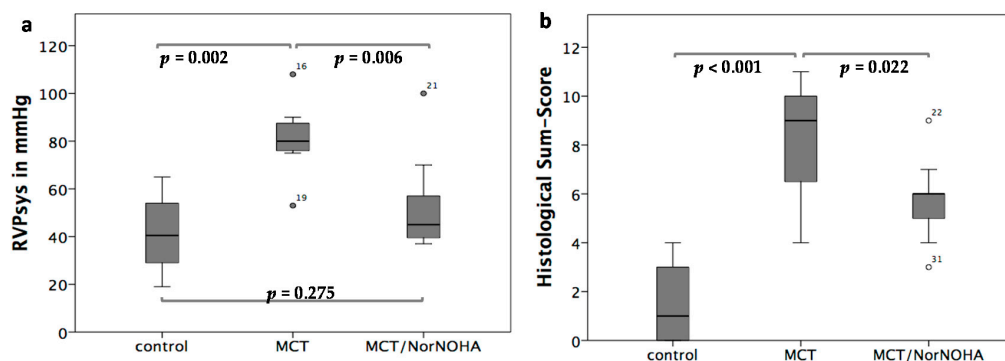 a
RVPsys in mmHg
120
100
80
60
40
20
0
p = 0.002
p = 0.006
16
21
19
p = 0.275
control
MCT
MCT/NorNOHA
b
Histological Sum-Score
12
10
8
6
4
2
0
p < 0.001
p = 0.022
22
31
control
MCT
MCT/NorNOHA